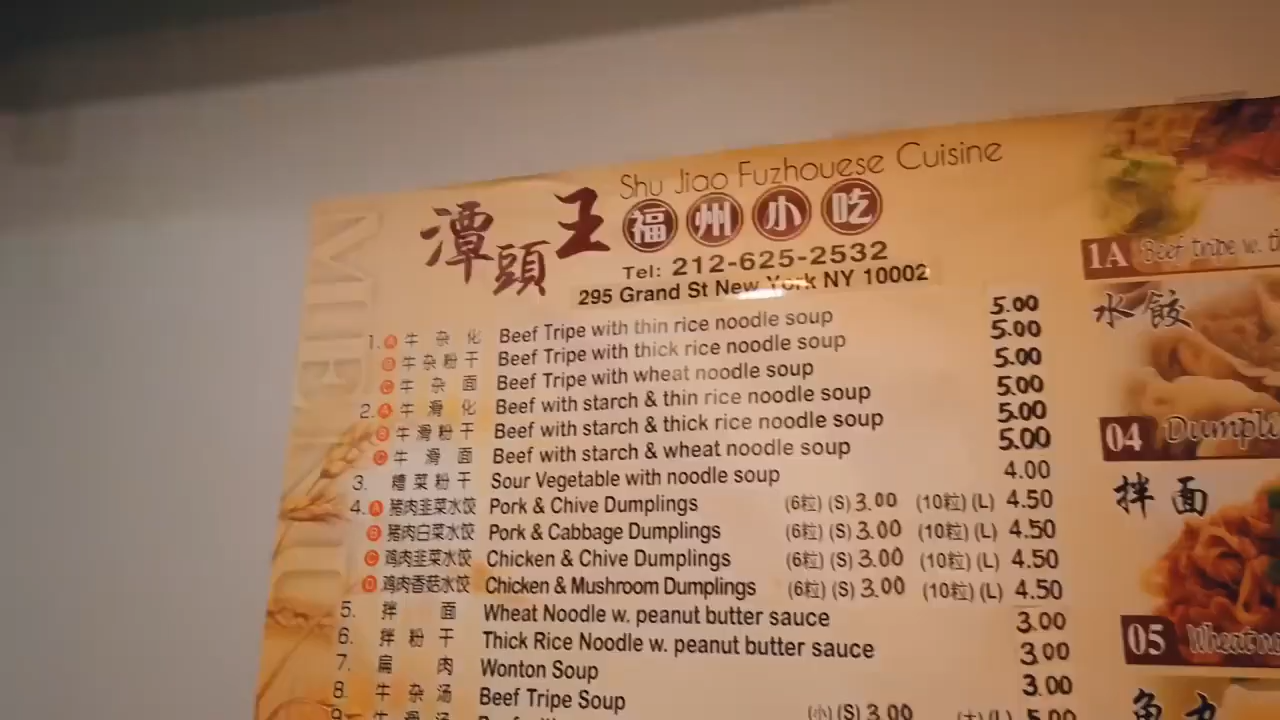 MENU
Shu Jiao Fuzhouese Cuisine
潭頭王 福州小吃
Tel: 212-625-2532
295 Grand St New York NY 10002
1. A 牛杂化 Beef Tripe with thin rice noodle soup 5.00
B 牛杂粉干 Beef Tripe with thick rice noodle soup 5.00
C 牛杂面 Beef Tripe with wheat noodle soup 5.00
2. A 牛滑化 Beef with starch & thin rice noodle soup 5.00
B 牛滑粉干 Beef with starch & thick rice noodle soup 5.00
C 牛滑面 Beef with starch & wheat noodle soup 5.00
3. 糟菜粉干 Sour Vegetable with noodle soup 4.00
4. A 豬肉韭菜水饺 Pork & Chive Dumplings (6粒) (S) 3.00 (10粒) (L) 4.50
B 豬肉白菜水饺 Pork & Cabbage Dumplings (6粒) (S) 3.00 (10粒) (L) 4.50
C 鸡肉韭菜水饺 Chicken & Chive Dumplings (6粒) (S) 3.00 (10粒) (L) 4.50
D 鸡肉香菇水饺 Chicken & Mushroom Dumplings (6粒) (S) 3.00 (10粒) (L) 4.50
5. 拌面 Wheat Noodle w. peanut butter sauce 3.00
6. 拌粉干 Thick Rice Noodle w. peanut butter sauce 3.00
7. 扁肉 Wonton Soup 3.00
8. 牛杂汤 Beef Tripe Soup
(小) (S) 3.00 (大) (L) 5.00
1A Beef tripe w.
水餃
04 Dumpli
拌面
05 Wheat